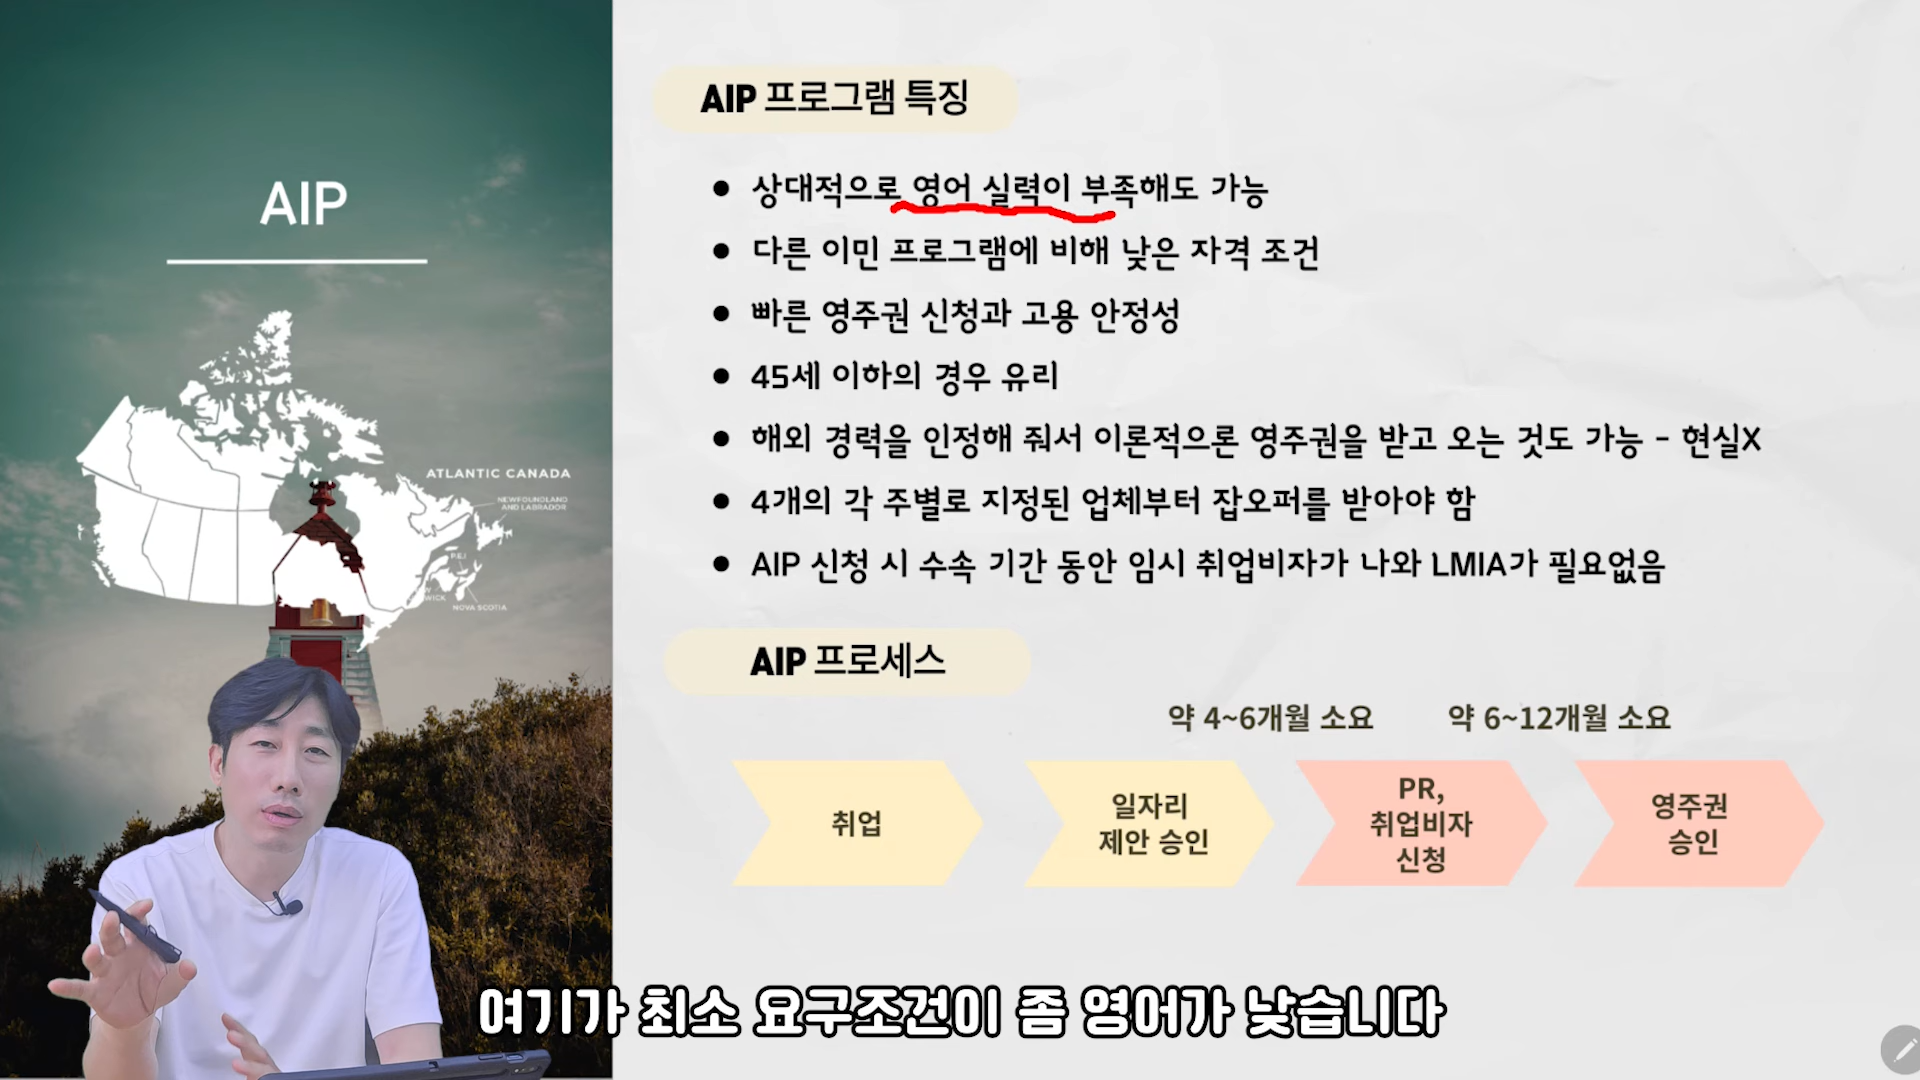 AIP
ATLANTIC CANADA
NEWFOUNDLAND
AND LABRADOR
P.E.I
NOVA SCOTIA
AIP 프로그램 특징
● 상대적으로 영어 실력이 부족해도 가능
● 다른 이민 프로그램에 비해 낮은 자격 조건
● 빠른 영주권 신청과 고용 안정성
● 45세 이하의 경우 유리
● 해외 경력을 인정해 줘서 이론적으론 영주권을 받고 오는 것도 가능 - 현실X
● 4개의 각 주별로 지정된 업체부터 잡오퍼를 받아야 함
● AIP 신청 시 수속 기간 동안 임시 취업비자가 나와 LMIA가 필요없음
AIP 프로세스
약 4~6개월 소요
약 6~12개월 소요
취업
일자리
제안 승인
PR,
취업비자
신청
영주권
승인
여기가 최소 요구조건이 좀 영어가 낮습니다